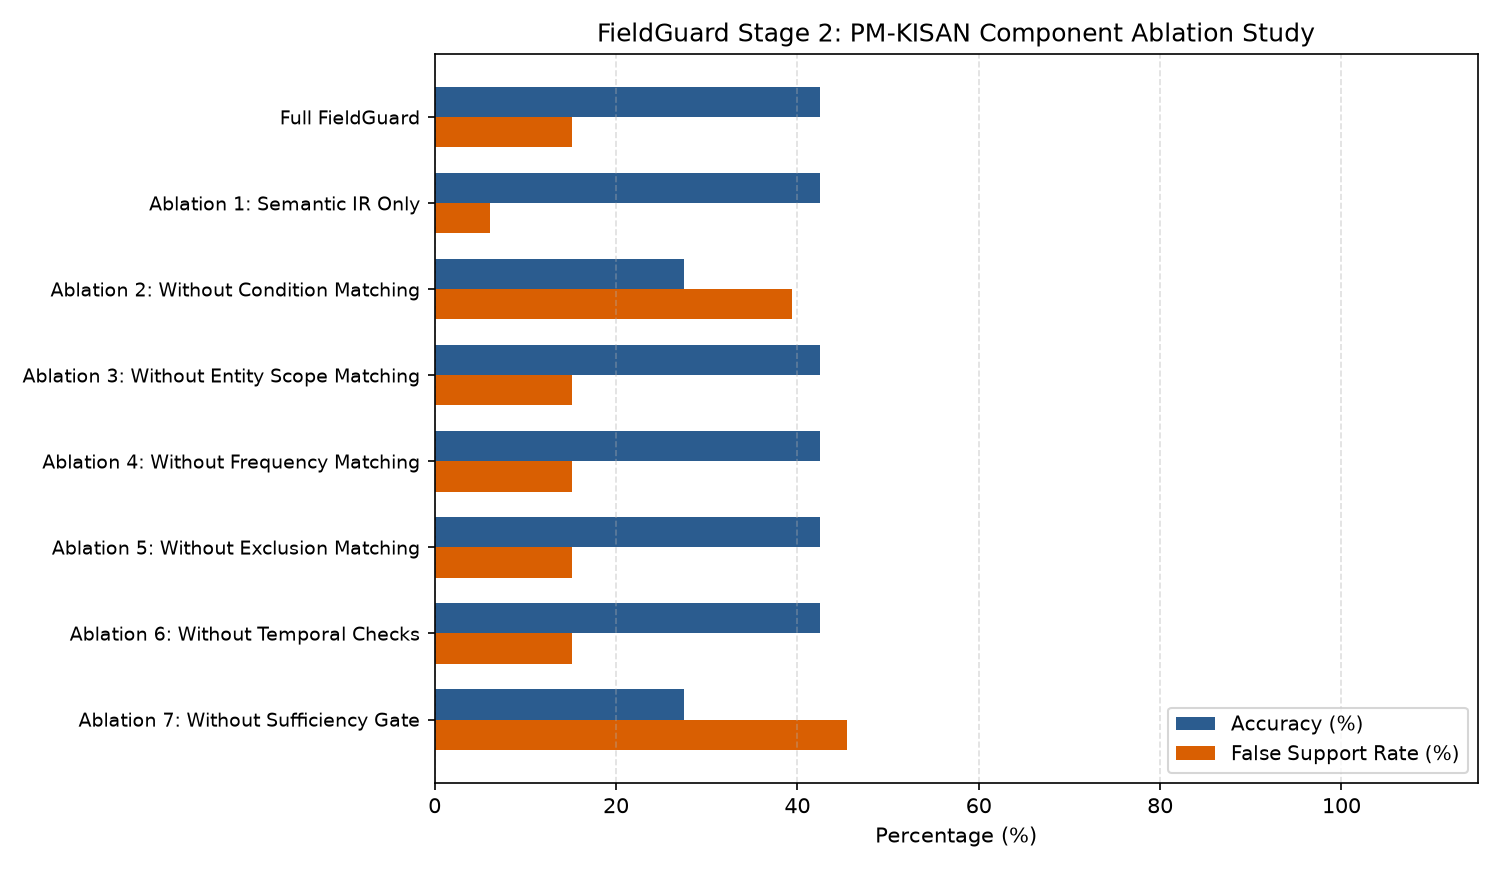 FieldGuard Stage 2: PM-KISAN Component Ablation Study
Full FieldGuard
Ablation 1: Semantic IR Only
Ablation 2: Without Condition Matching
Ablation 3: Without Entity Scope Matching
Ablation 4: Without Frequency Matching
Ablation 5: Without Exclusion Matching
Ablation 6: Without Temporal Checks
Ablation 7: Without Sufficiency Gate
Accuracy (%)
False Support Rate (%)
0 20 40 60 80 100
Percentage (%)